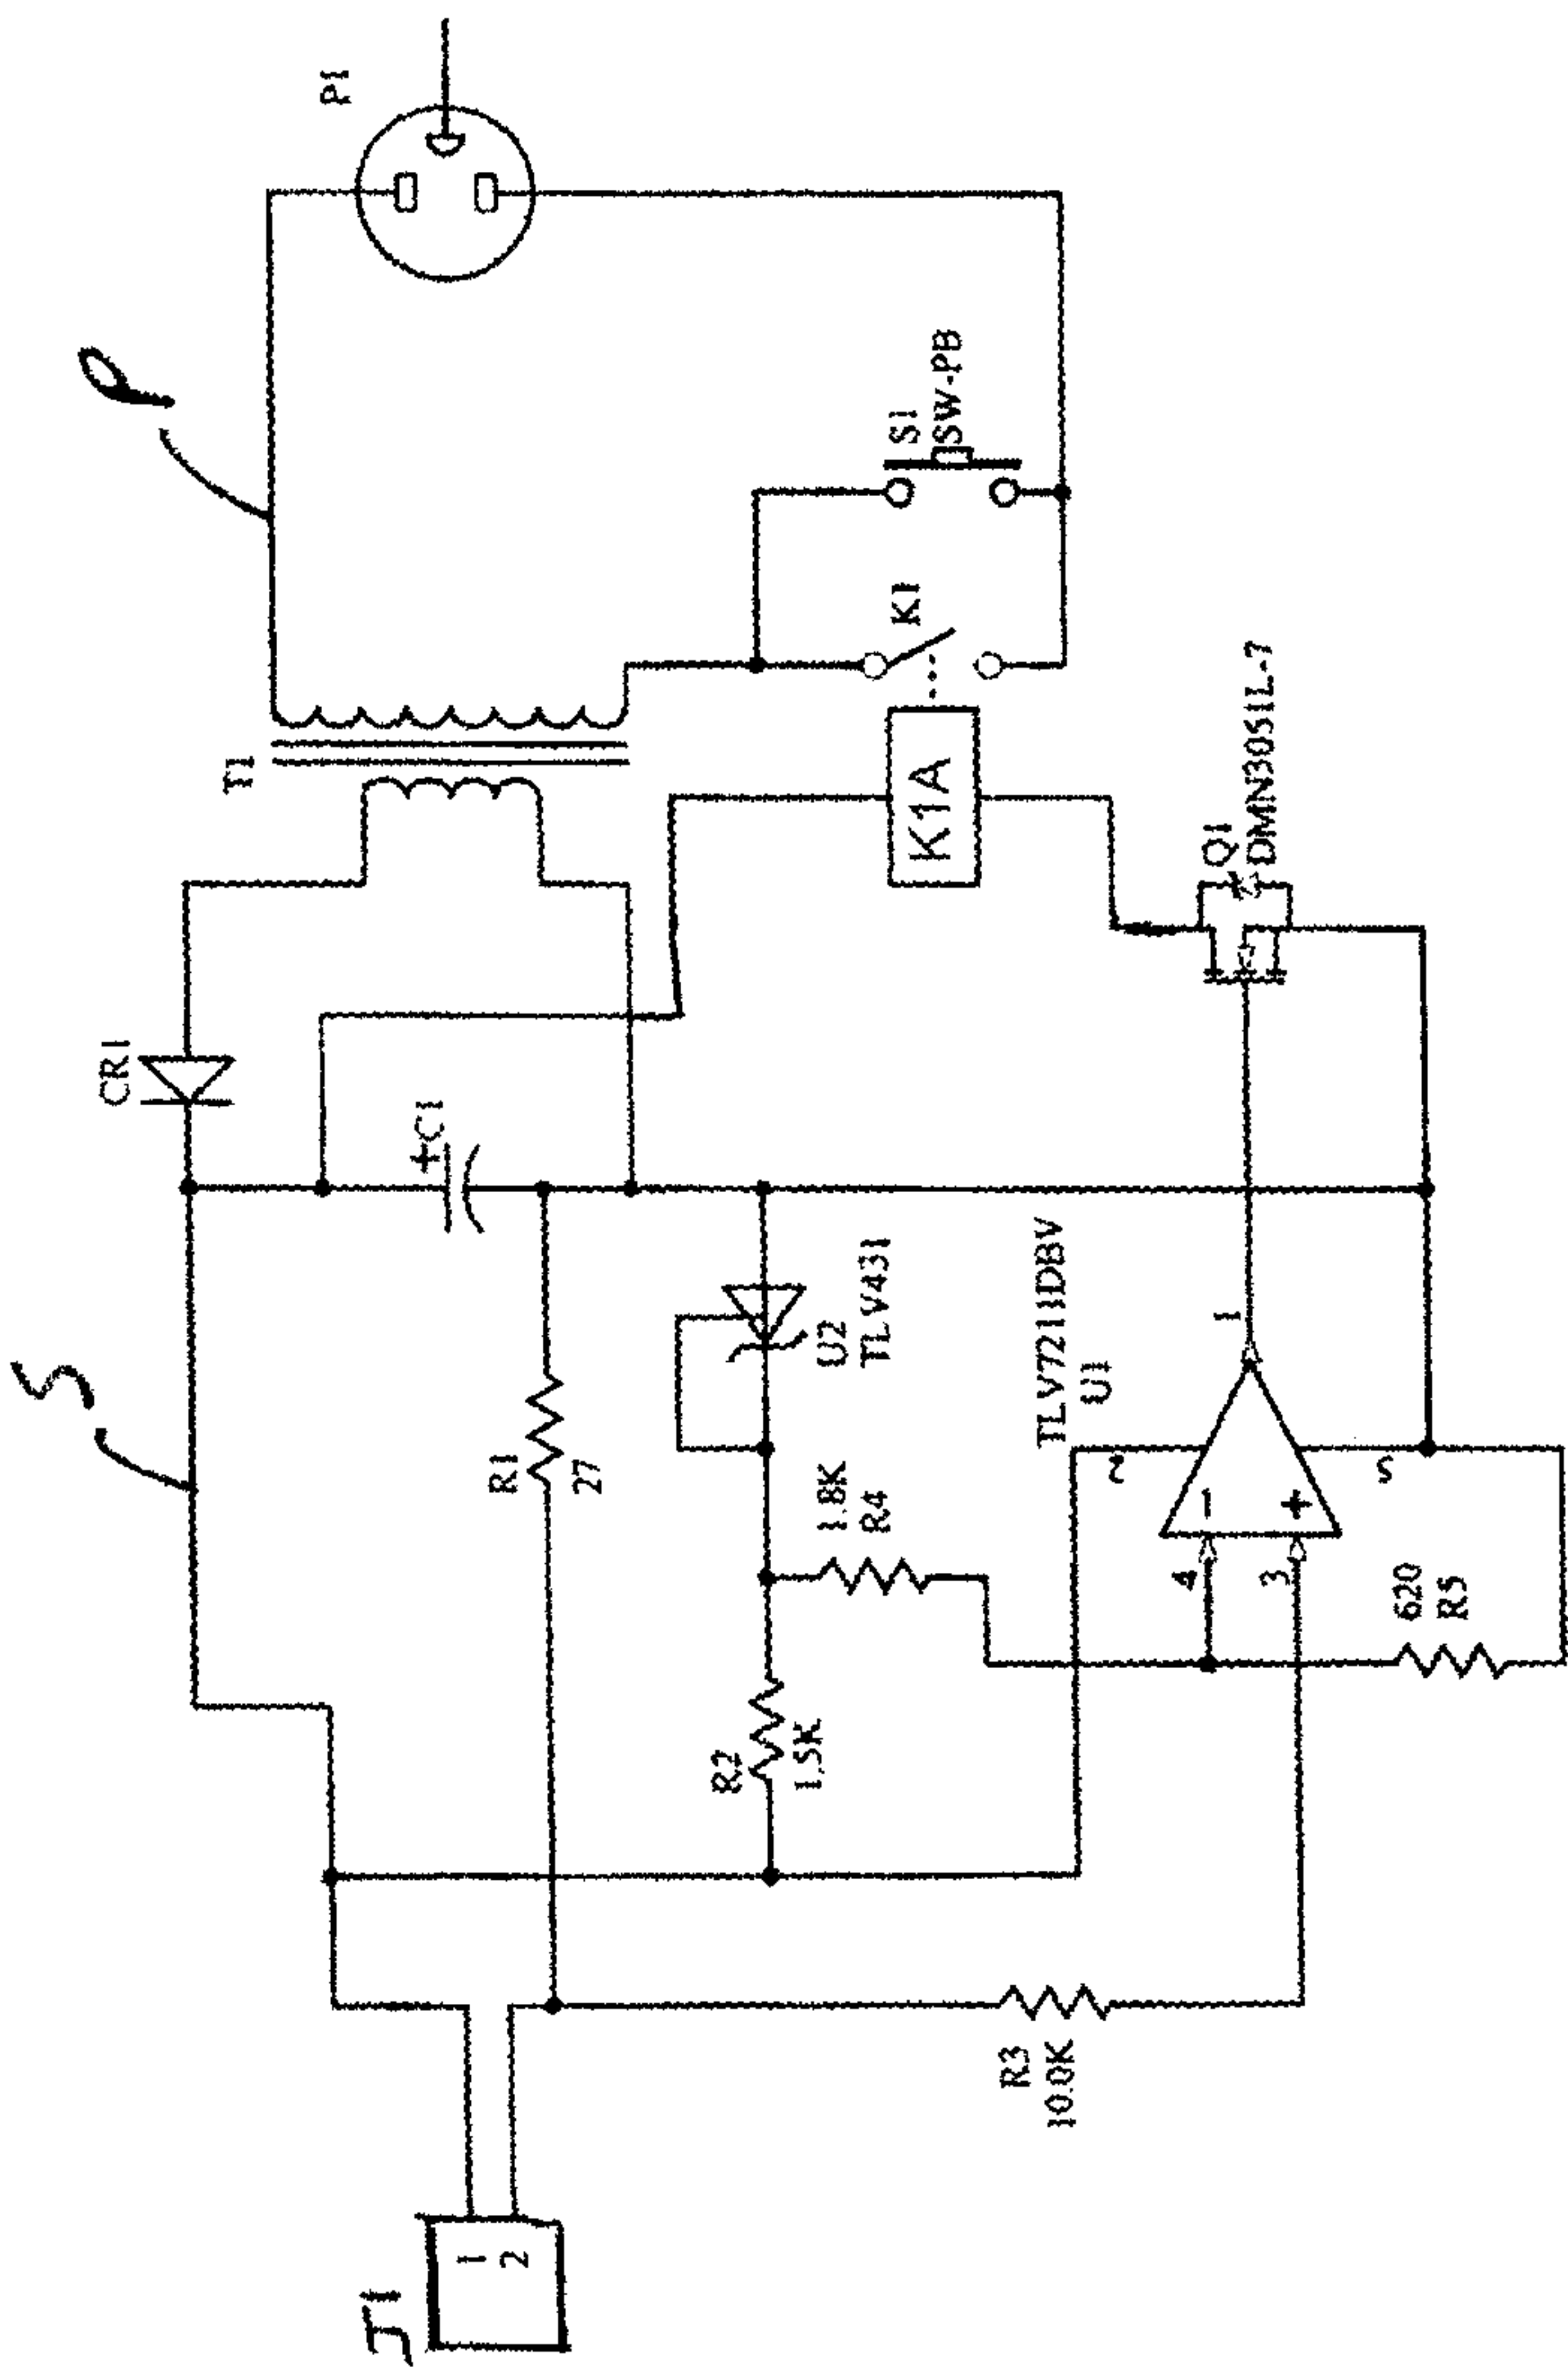 P1
P
S1
SW-PB
K1
T1
K1A
Q1
DMN3051L-7
CR1
+
C1
S
R1
27
U2
TLV431
TLV7211DBV
U1
1
2
5
4
3
−
+
1.8K
R4
620
R5
R2
1.5K
R3
10.0K
J1
1
2